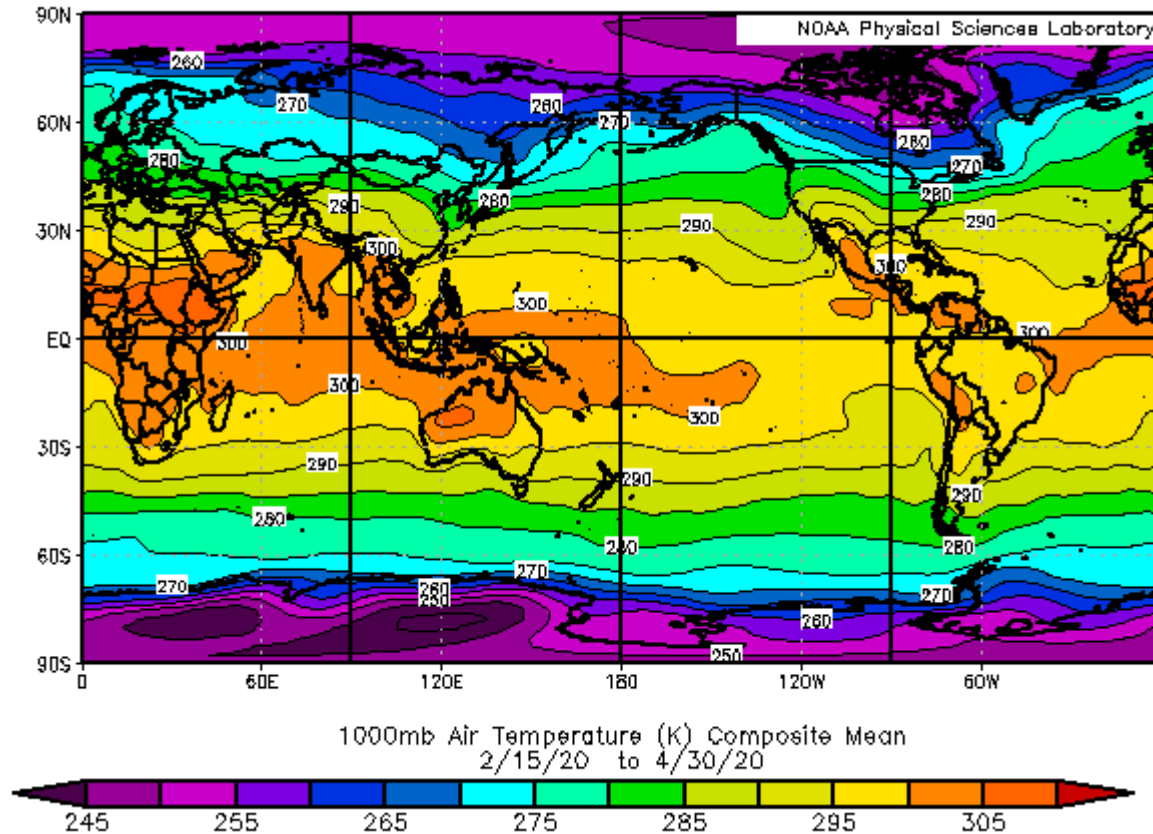 90N
NOAA Physical Sciences Laboratory
260
270 260
60N 270 280
280 270
280 280
290 290 290
30N
300 300
300 300
EQ 300
300 300
30S
290 290 290
280 280 280
60S
270 270 260 270
250 260
250
90S
0 60E 120E 180 120W 60W
1000mb Air Temperature (K) Composite Mean
2/15/20 to 4/30/20
245 255 265 275 285 295 305